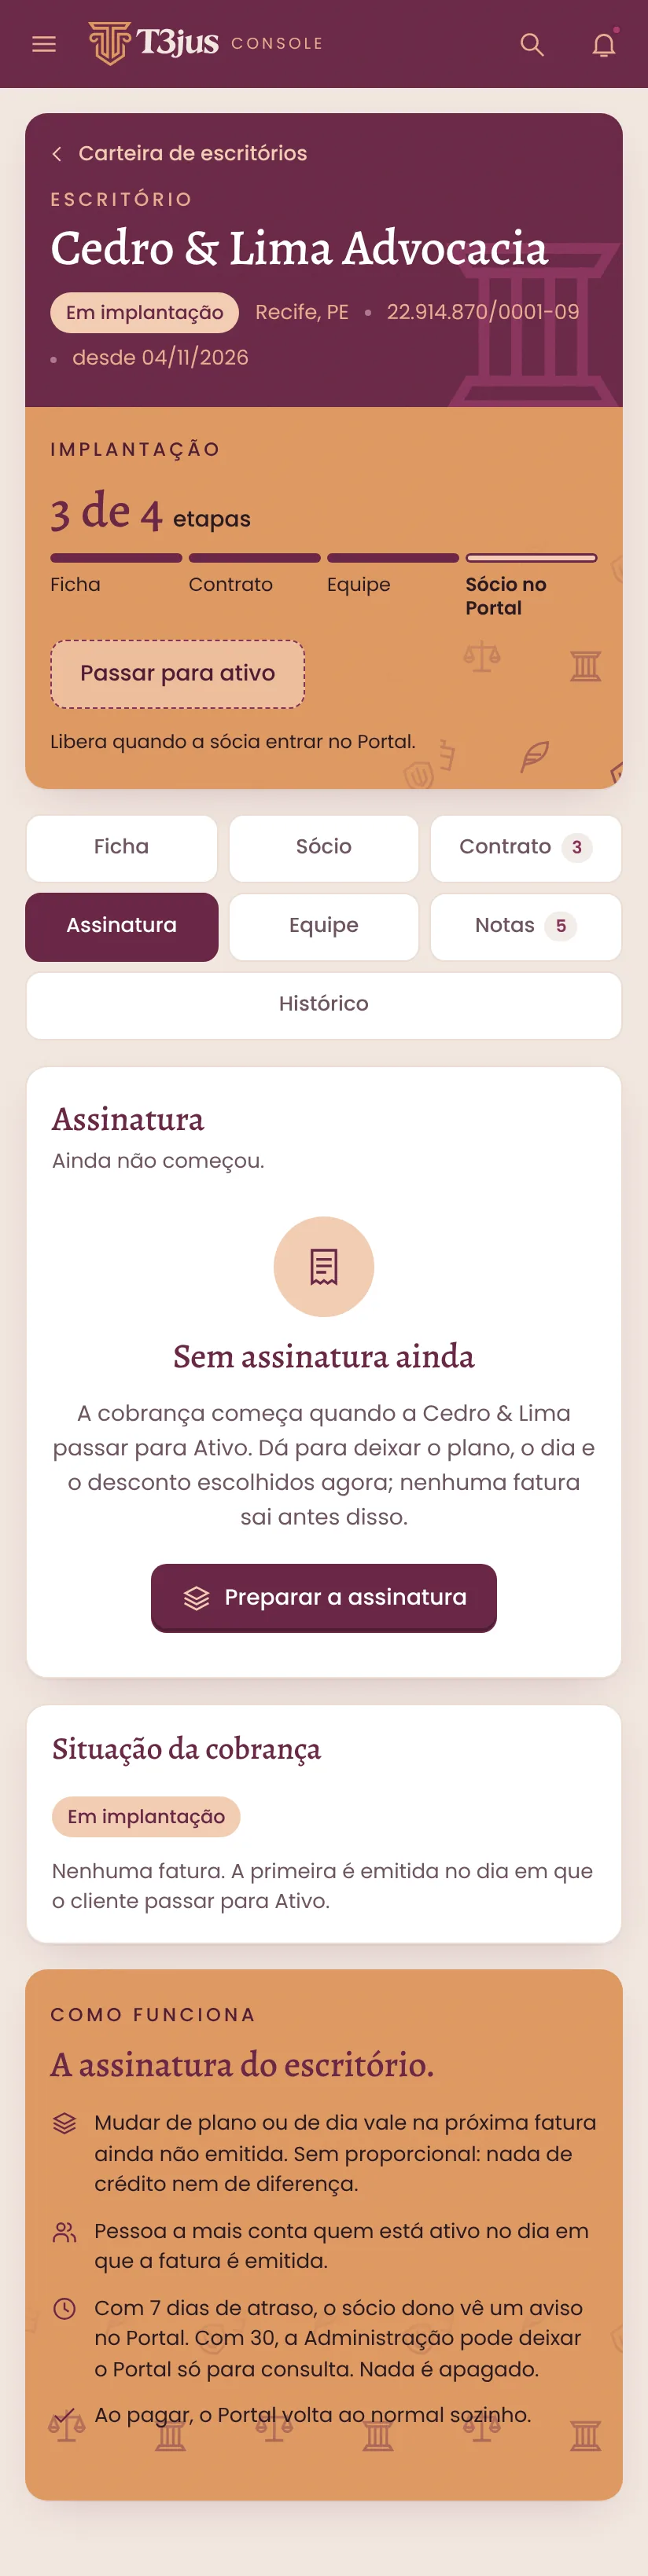 T3jus CONSOLE
Carteira de escritórios
ESCRITÓRIO
Cedro & Lima Advocacia
Em implantação Recife, PE • 22.914.870/0001-09
• desde 04/11/2026
IMPLANTAÇÃO
3 de 4 etapas
Ficha Contrato Equipe Sócio no
Portal
Passar para ativo
Libera quando a sócia entrar no Portal.
Ficha Sócio Contrato 3
Assinatura Equipe Notas 5
Histórico
Assinatura
Ainda não começou.
Sem assinatura ainda
A cobrança começa quando a Cedro & Lima
passar para Ativo. Dá para deixar o plano, o dia e
o desconto escolhidos agora; nenhuma fatura
sai antes disso.
Preparar a assinatura
Situação da cobrança
Em implantação
Nenhuma fatura. A primeira é emitida no dia em que
o cliente passar para Ativo.
COMO FUNCIONA
A assinatura do escritório.
Mudar de plano ou de dia vale na próxima fatura
ainda não emitida. Sem proporcional: nada de
crédito nem de diferença.
Pessoa a mais conta quem está ativo no dia em
que a fatura é emitida.
Com 7 dias de atraso, o sócio dono vê um aviso
no Portal. Com 30, a Administração pode deixar
o Portal só para consulta. Nada é apagado.
Ao pagar, o Portal volta ao normal sozinho.